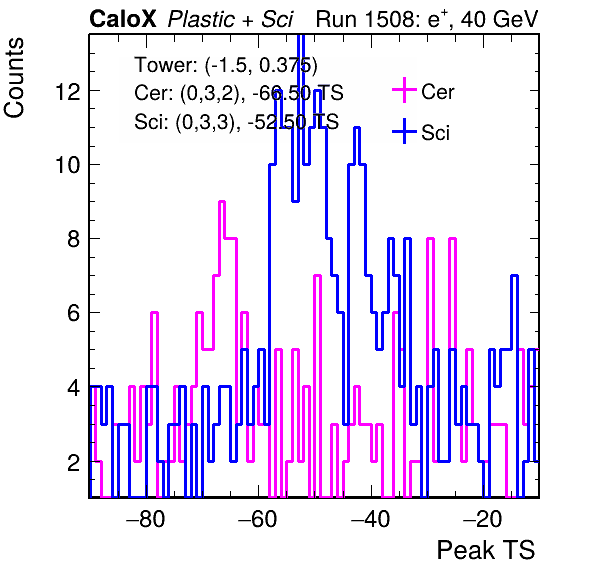 CaloX Plastic + Sci Run 1508: e+, 40 GeV
Counts
Tower: (-1.5, 0.375)
Cer: (0,3,2), -66.50 TS
Sci: (0,3,3), -52.50 TS
Cer
Sci
12
10
8
6
4
2
−80 −60 −40 −20
Peak TS